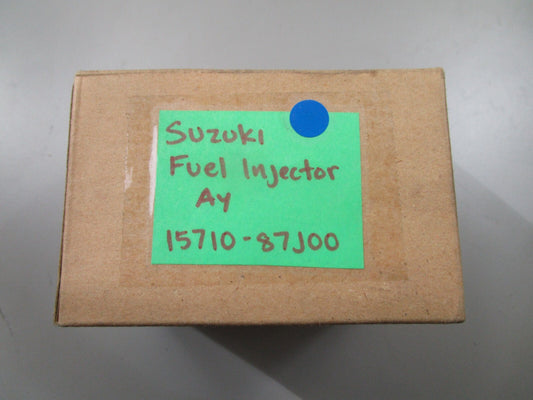 Suzuki
Fuel Injector
Ay
15710-87J00